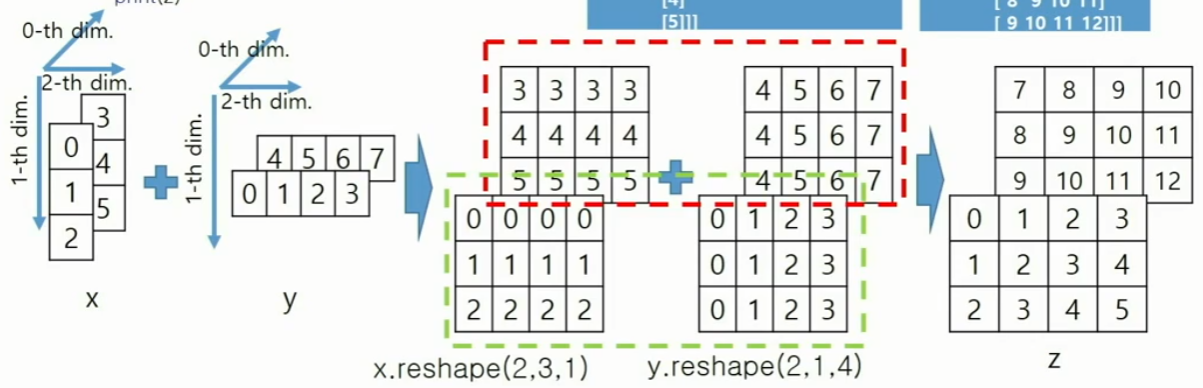 print(z)
[4]
[5]]]
[ 8 9 10 11]
[ 9 10 11 12]]]
0-th dim.
2-th dim.
1-th dim.
3
4
5
0
1
2
x
0-th dim.
2-th dim.
1-th dim.
4 5 6 7
0 1 2 3
y
3 3 3 3
4 4 4 4
5 5 5 5
0 0 0 0
1 1 1 1
2 2 2 2
x.reshape(2,3,1)
4 5 6 7
4 5 6 7
4 5 6 7
0 1 2 3
0 1 2 3
0 1 2 3
y.reshape(2,1,4)
7 8 9 10
8 9 10 11
9 10 11 12
0 1 2 3
1 2 3 4
2 3 4 5
z